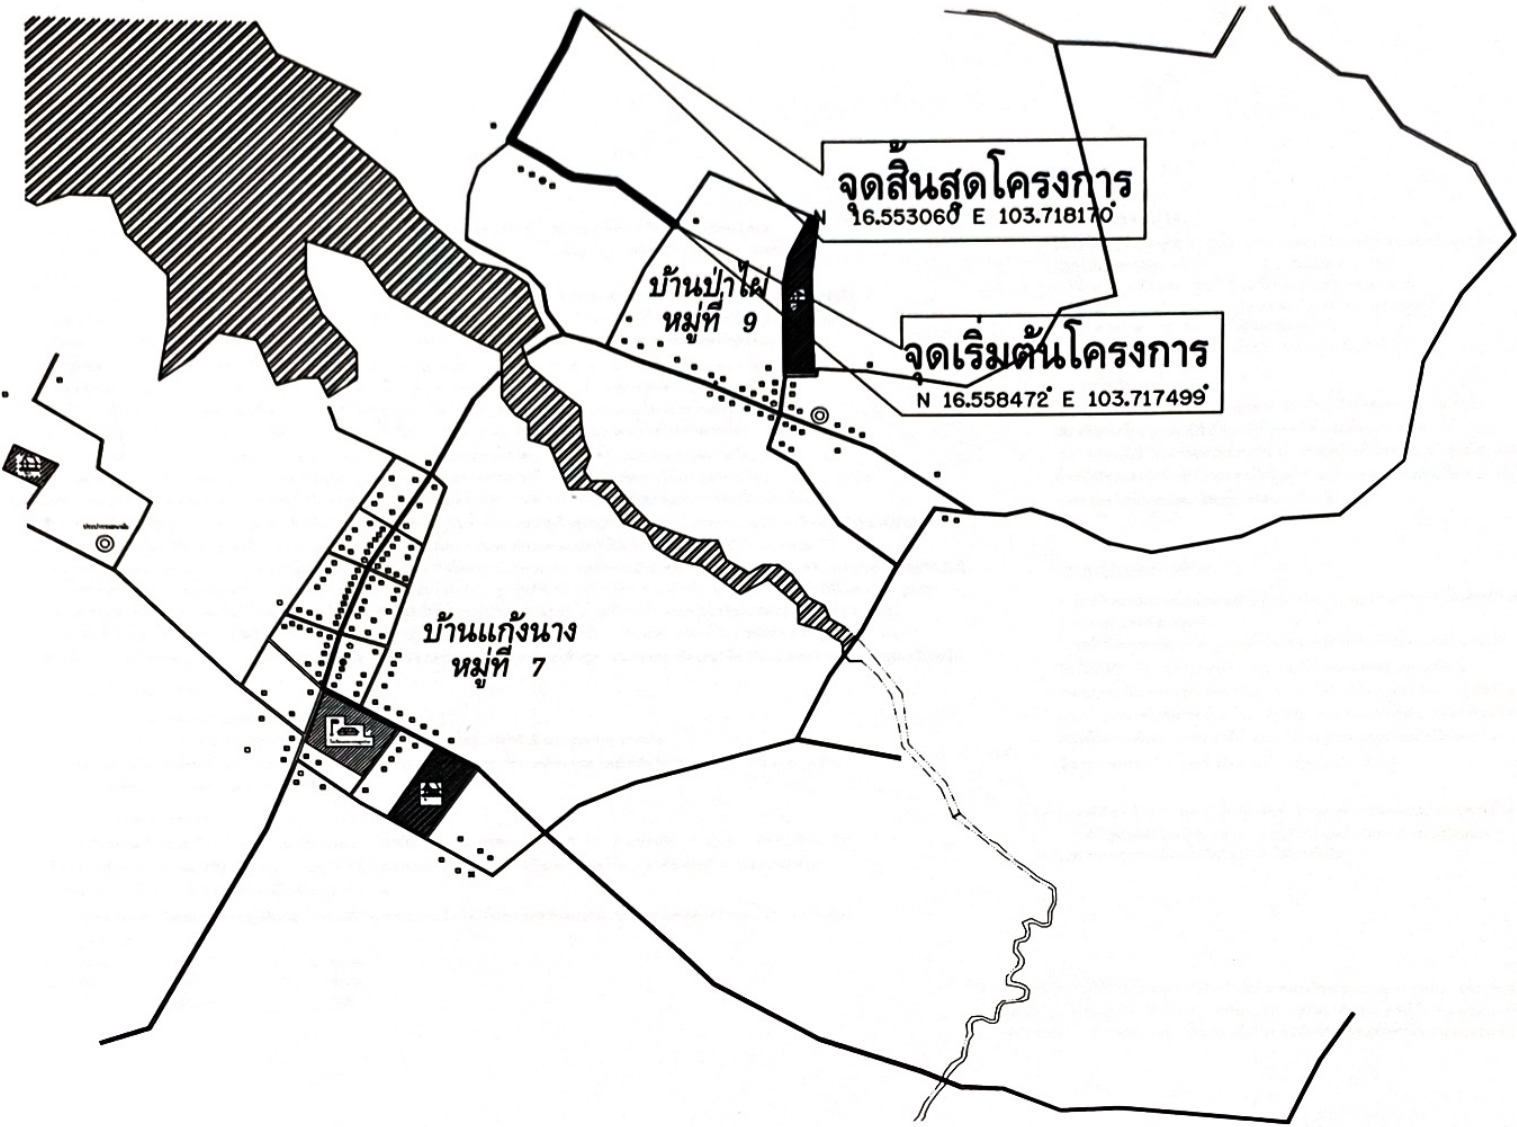 จุดสิ้นสุดโครงการ
N 16.553060 E 103.718170
บ้านป่าไผ่
หมู่ที่ 9
จุดเริ่มต้นโครงการ
N 16.558472 E 103.717499
บ้านแก้งนาง
หมู่ที่ 7